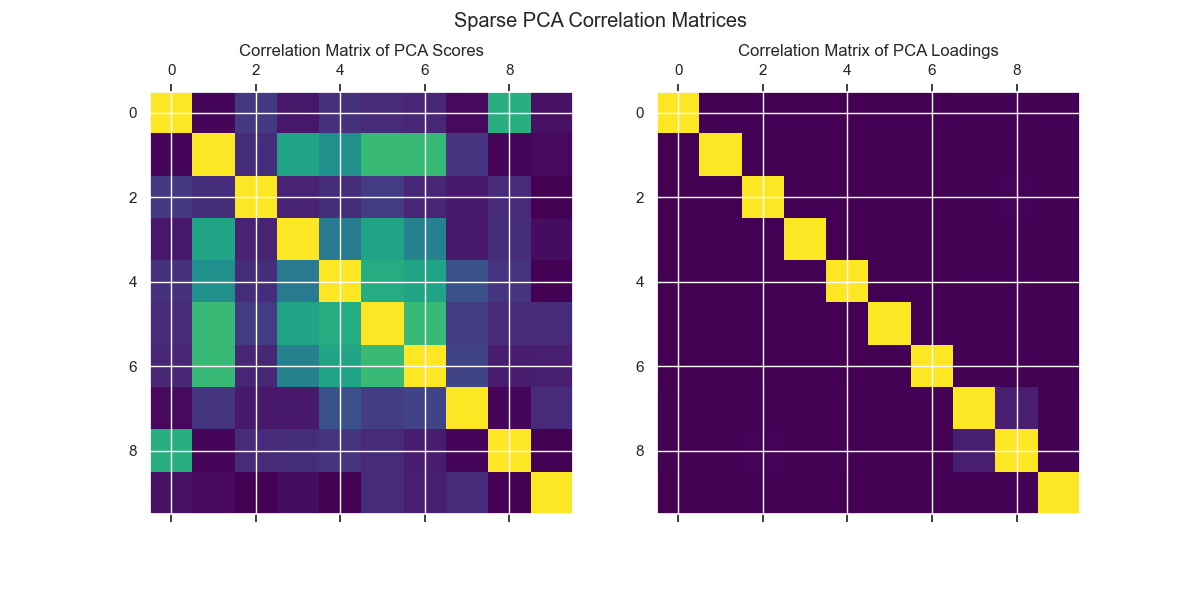 Sparse PCA Correlation Matrices
Correlation Matrix of PCA Scores
0 2 4 6 8
0
2
4
6
8
Correlation Matrix of PCA Loadings
0 2 4 6 8
0
2
4
6
8